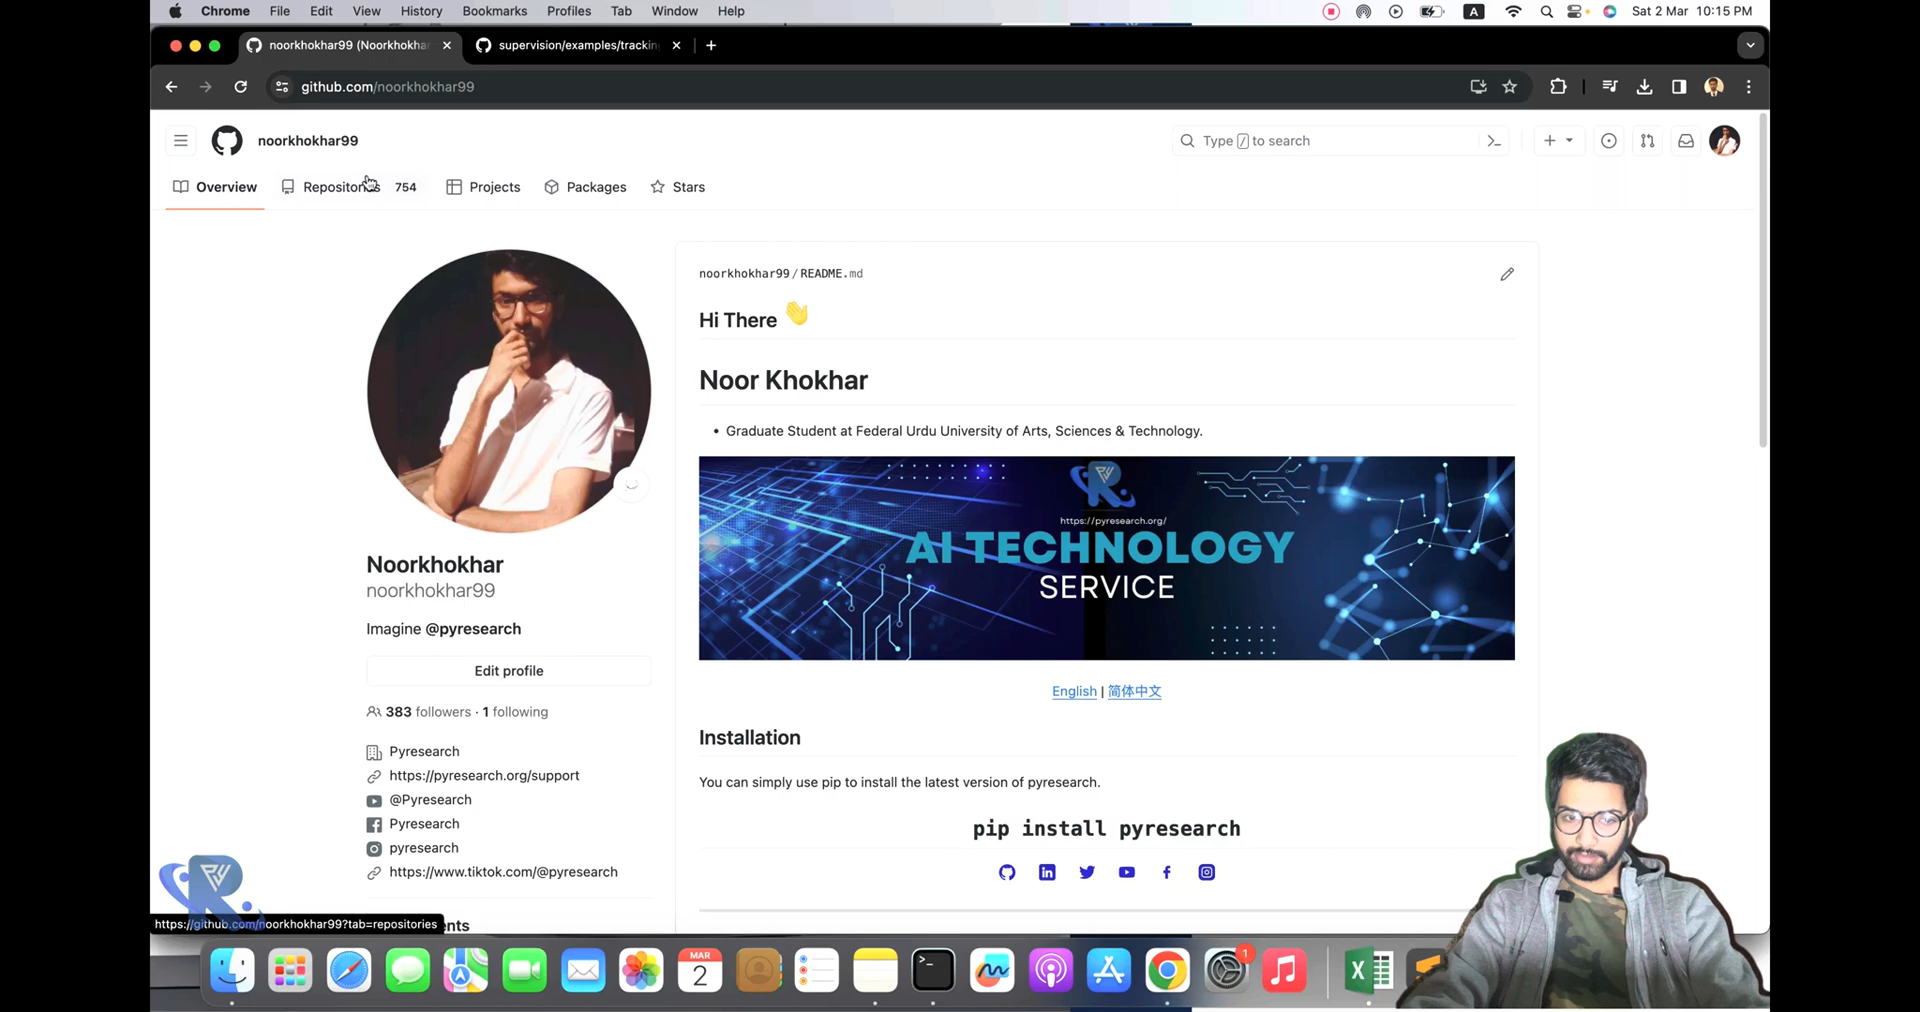 Chrome File Edit View History Bookmarks Profiles Tab Window Help A Sat 2 Mar 10:15 PM
noorkhokhar99 (Noorkhokha supervision/examples/trackin
github.com/noorkhokhar99
noorkhokhar99 Type / to search
Overview Repositories 754 Projects Packages Stars
noorkhokhar99/README.md
Hi There
Noor Khokhar
Graduate Student at Federal Urdu University of Arts, Sciences & Technology.
https://pyresearch.org/
AI TECHNOLOGY
SERVICE
Noorkhokhar
noorkhokhar99
Imagine @pyresearch
Edit profile
383 followers · 1 following
Pyresearch
https://pyresearch.org/support
@Pyresearch
Pyresearch
pyresearch
https://www.tiktok.com/@pyresearch
English | 简体中文
Installation
You can simply use pip to install the latest version of pyresearch.
pip install pyresearch
https://github.com/noorkhokhar99?tab=repositories
MAR
2
1